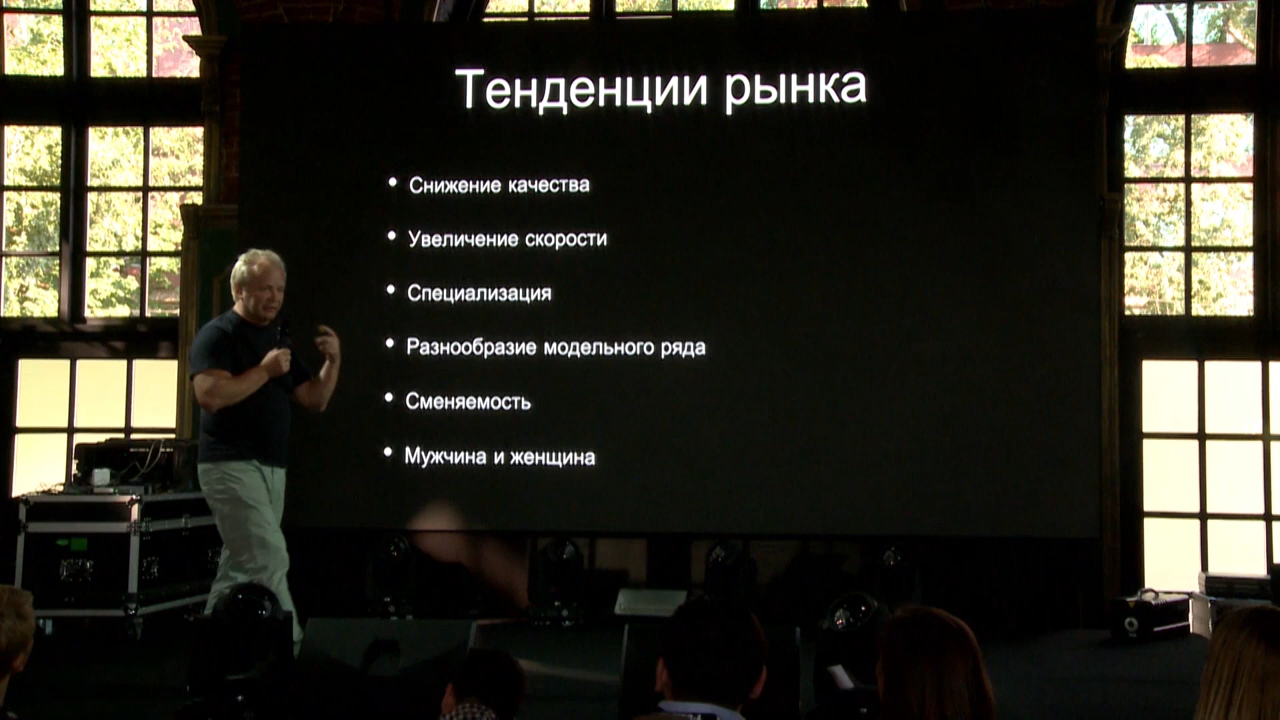 Тенденции рынка
• Снижение качества
• Увеличение скорости
• Специализация
• Разнообразие модельного ряда
• Сменяемость
• Мужчина и женщина